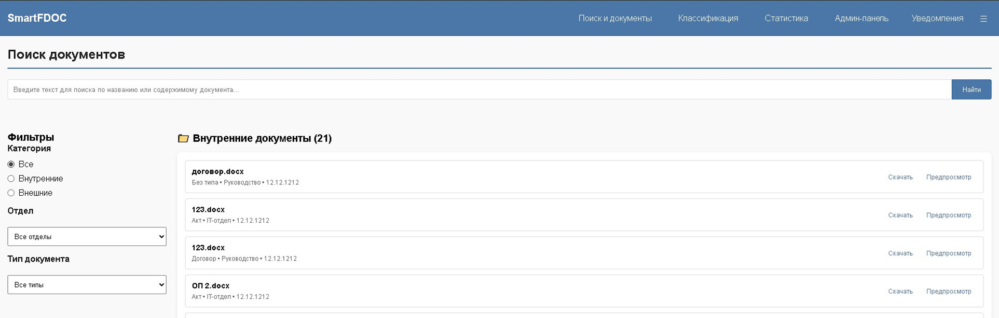 SmartFDOC
Поиск и документы Классификация Статистика Админ-панель Уведомления ☰
Поиск документов
Введите текст для поиска по названию или содержимому документа...
Найти
Фильтры
Категория
Все
Внутренние
Внешние
Отдел
Все отделы
Тип документа
Все типы
Внутренние документы (21)
договор.docx
Без типа • Руководство • 12.12.1212
Скачать Предпросмотр
123.docx
Акт • IT-отдел • 12.12.1212
Скачать Предпросмотр
123.docx
Договор • Руководство • 12.12.1212
Скачать Предпросмотр
ОП 2.docx
Акт • IT-отдел • 12.12.1212
Скачать Предпросмотр